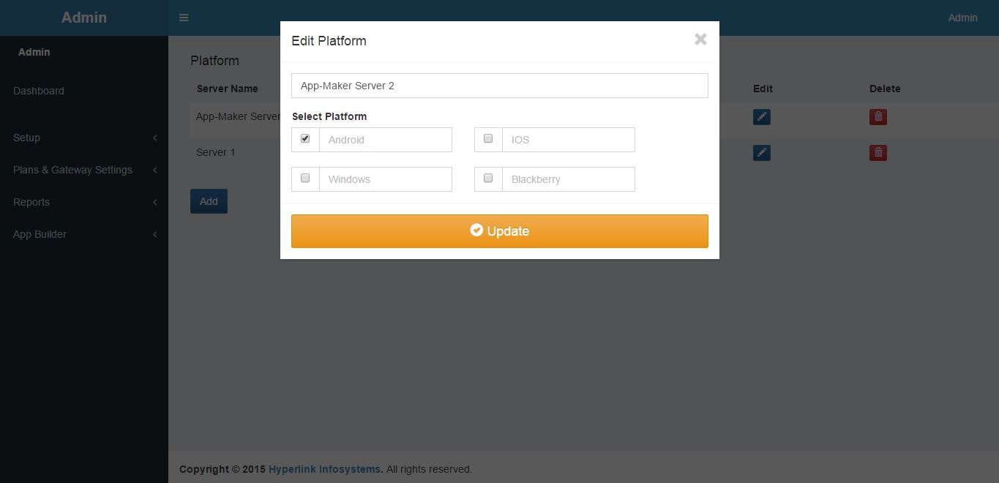 Admin
Admin
Admin
Dashboard
Setup
Plans & Gateway Settings
Reports
App Builder
Platform
Server Name
Edit
Delete
App-Maker Server
Server 1
Add
Edit Platform
App-Maker Server 2
Select Platform
Android
IOS
Windows
Blackberry
Update
Copyright © 2015 Hyperlink Infosystems. All rights reserved.